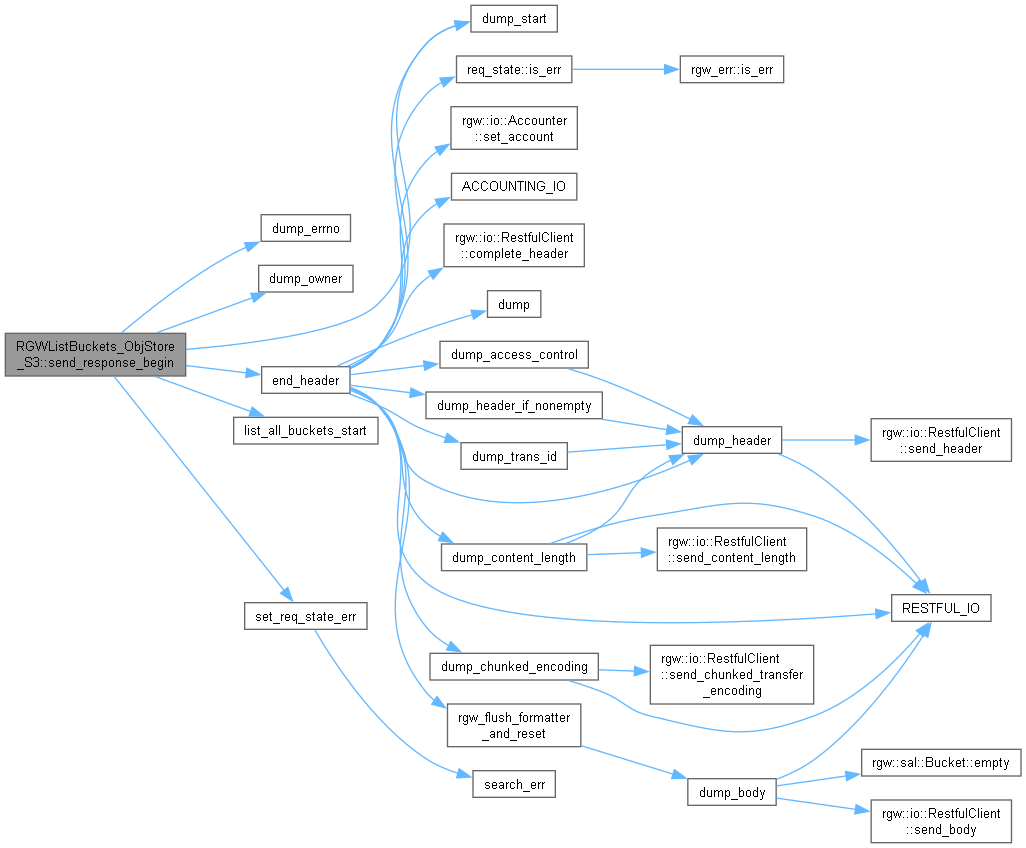 dump_start
req_state::is_err
rgw_err::is_err
rgw::io::Accounter
::set_account
ACCOUNTING_IO
dump_errno
rgw::io::RestfulClient
::complete_header
dump_owner
dump
RGWListBuckets_ObjStore
_S3::send_response_begin
dump_access_control
end_header
dump_header_if_nonempty
list_all_buckets_start
dump_header
rgw::io::RestfulClient
::send_header
dump_trans_id
dump_content_length
rgw::io::RestfulClient
::send_content_length
RESTFUL_IO
set_req_state_err
dump_chunked_encoding
rgw::io::RestfulClient
::send_chunked_transfer
_encoding
rgw_flush_formatter
_and_reset
rgw::sal::Bucket::empty
search_err
dump_body
rgw::io::RestfulClient
::send_body